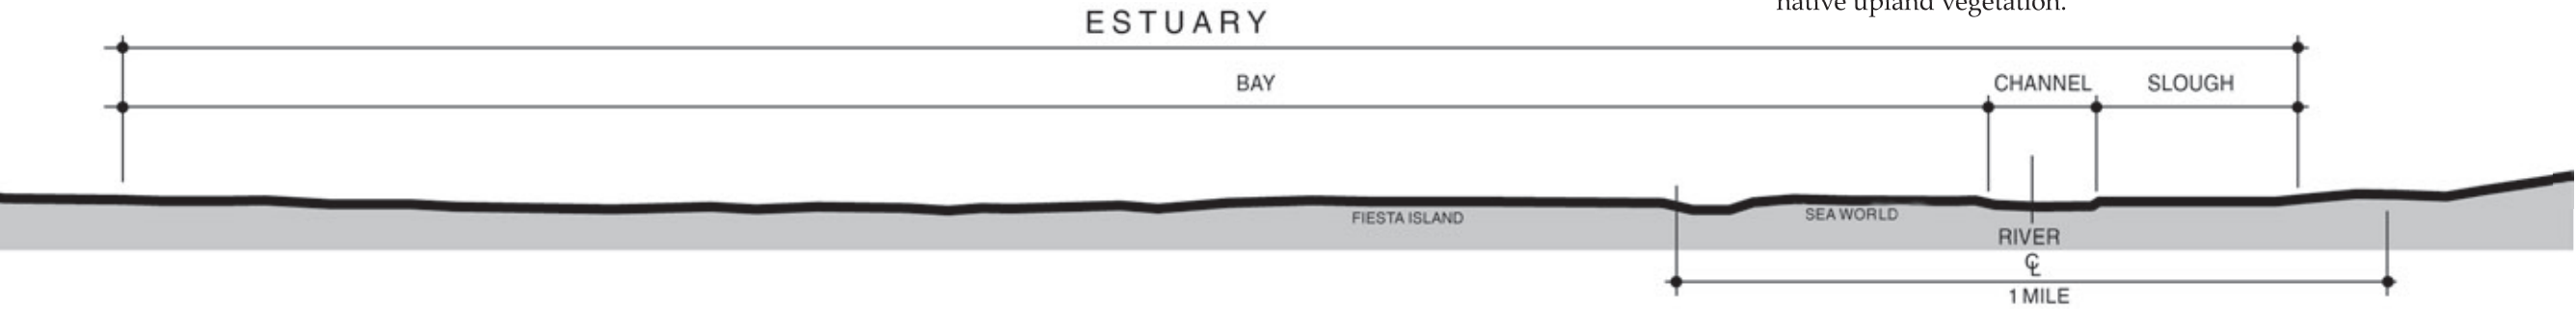 native upland vegetation.
ESTUARY
BAY
CHANNEL
SLOUGH
FIESTA ISLAND
SEA WORLD
RIVER
℄
1 MILE